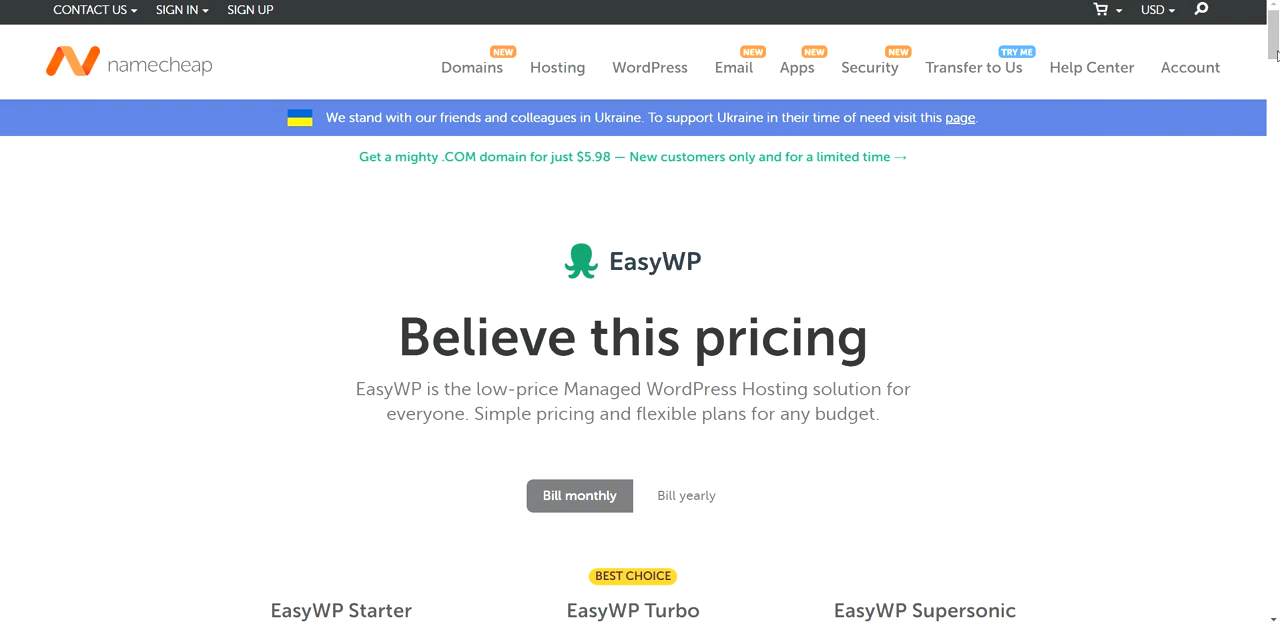 CONTACT US SIGN IN SIGN UP USD
namecheap
NEW NEW NEW NEW TRY ME
Domains Hosting WordPress Email Apps Security Transfer to Us Help Center Account
We stand with our friends and colleagues in Ukraine. To support Ukraine in their time of need visit this page.
Get a mighty .COM domain for just $5.98 — New customers only and for a limited time →
EasyWP
Believe this pricing
EasyWP is the low-price Managed WordPress Hosting solution for
everyone. Simple pricing and flexible plans for any budget.
Bill monthly Bill yearly
BEST CHOICE
EasyWP Starter EasyWP Turbo EasyWP Supersonic